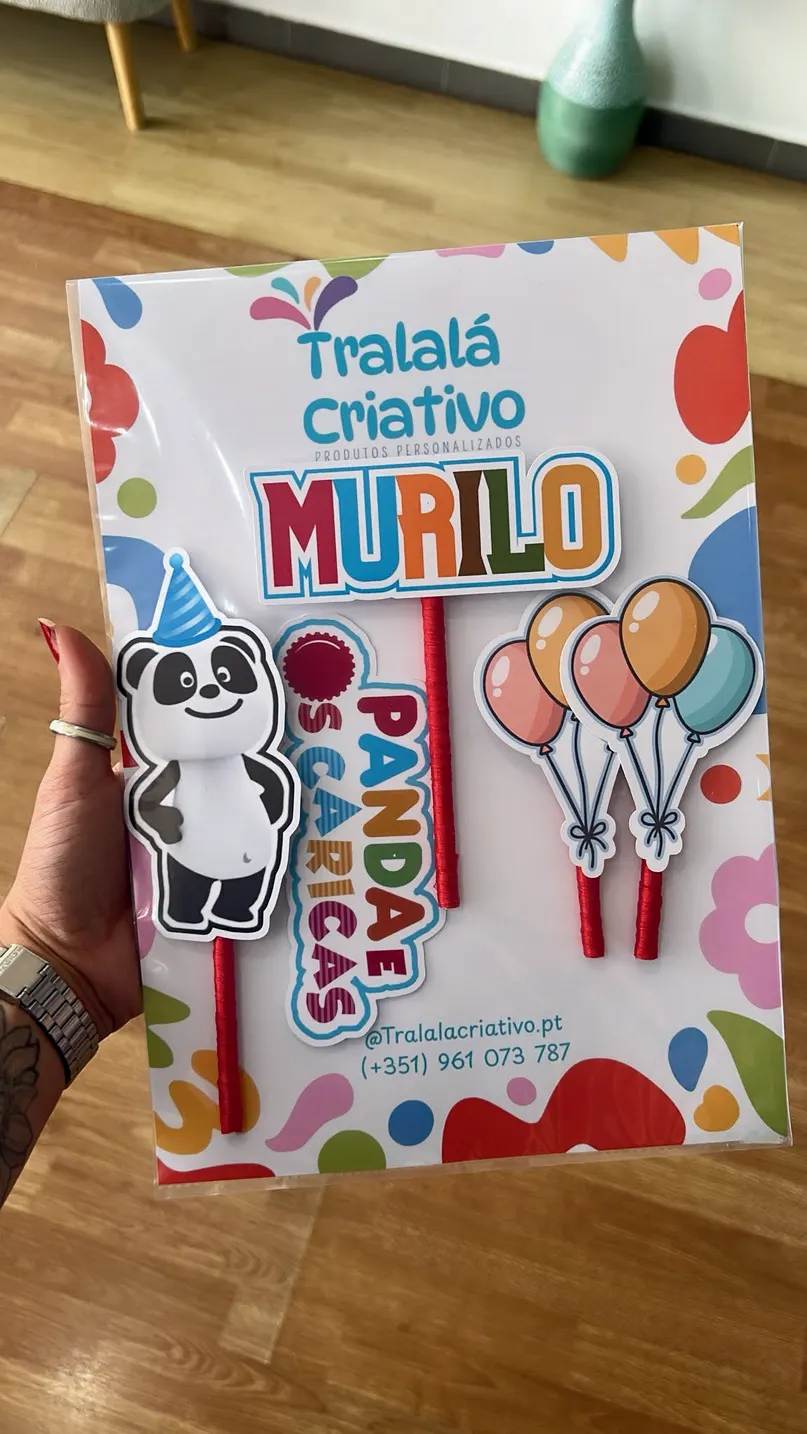 Tralalá
Criativo
PRODUTOS PERSONALIZADOS
MURILO
PANDA E
OS CARICAS
@Tralalacriativo.pt
(+351) 961 073 787